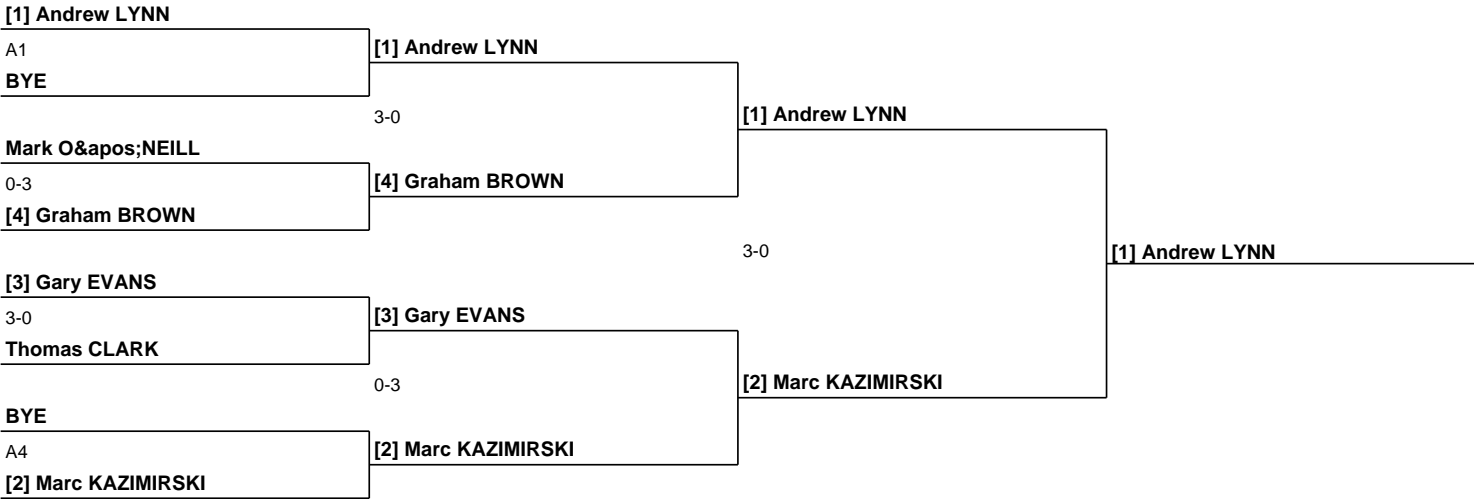 [1] Andrew LYNN
A1
BYE
Mark O&apos;NEILL
0-3
[4] Graham BROWN
[3] Gary EVANS
3-0
Thomas CLARK
BYE
A4
[2] Marc KAZIMIRSKI
[1] Andrew LYNN
3-0
[4] Graham BROWN
[3] Gary EVANS
0-3
[2] Marc KAZIMIRSKI
[1] Andrew LYNN
3-0
[2] Marc KAZIMIRSKI
[1] Andrew LYNN